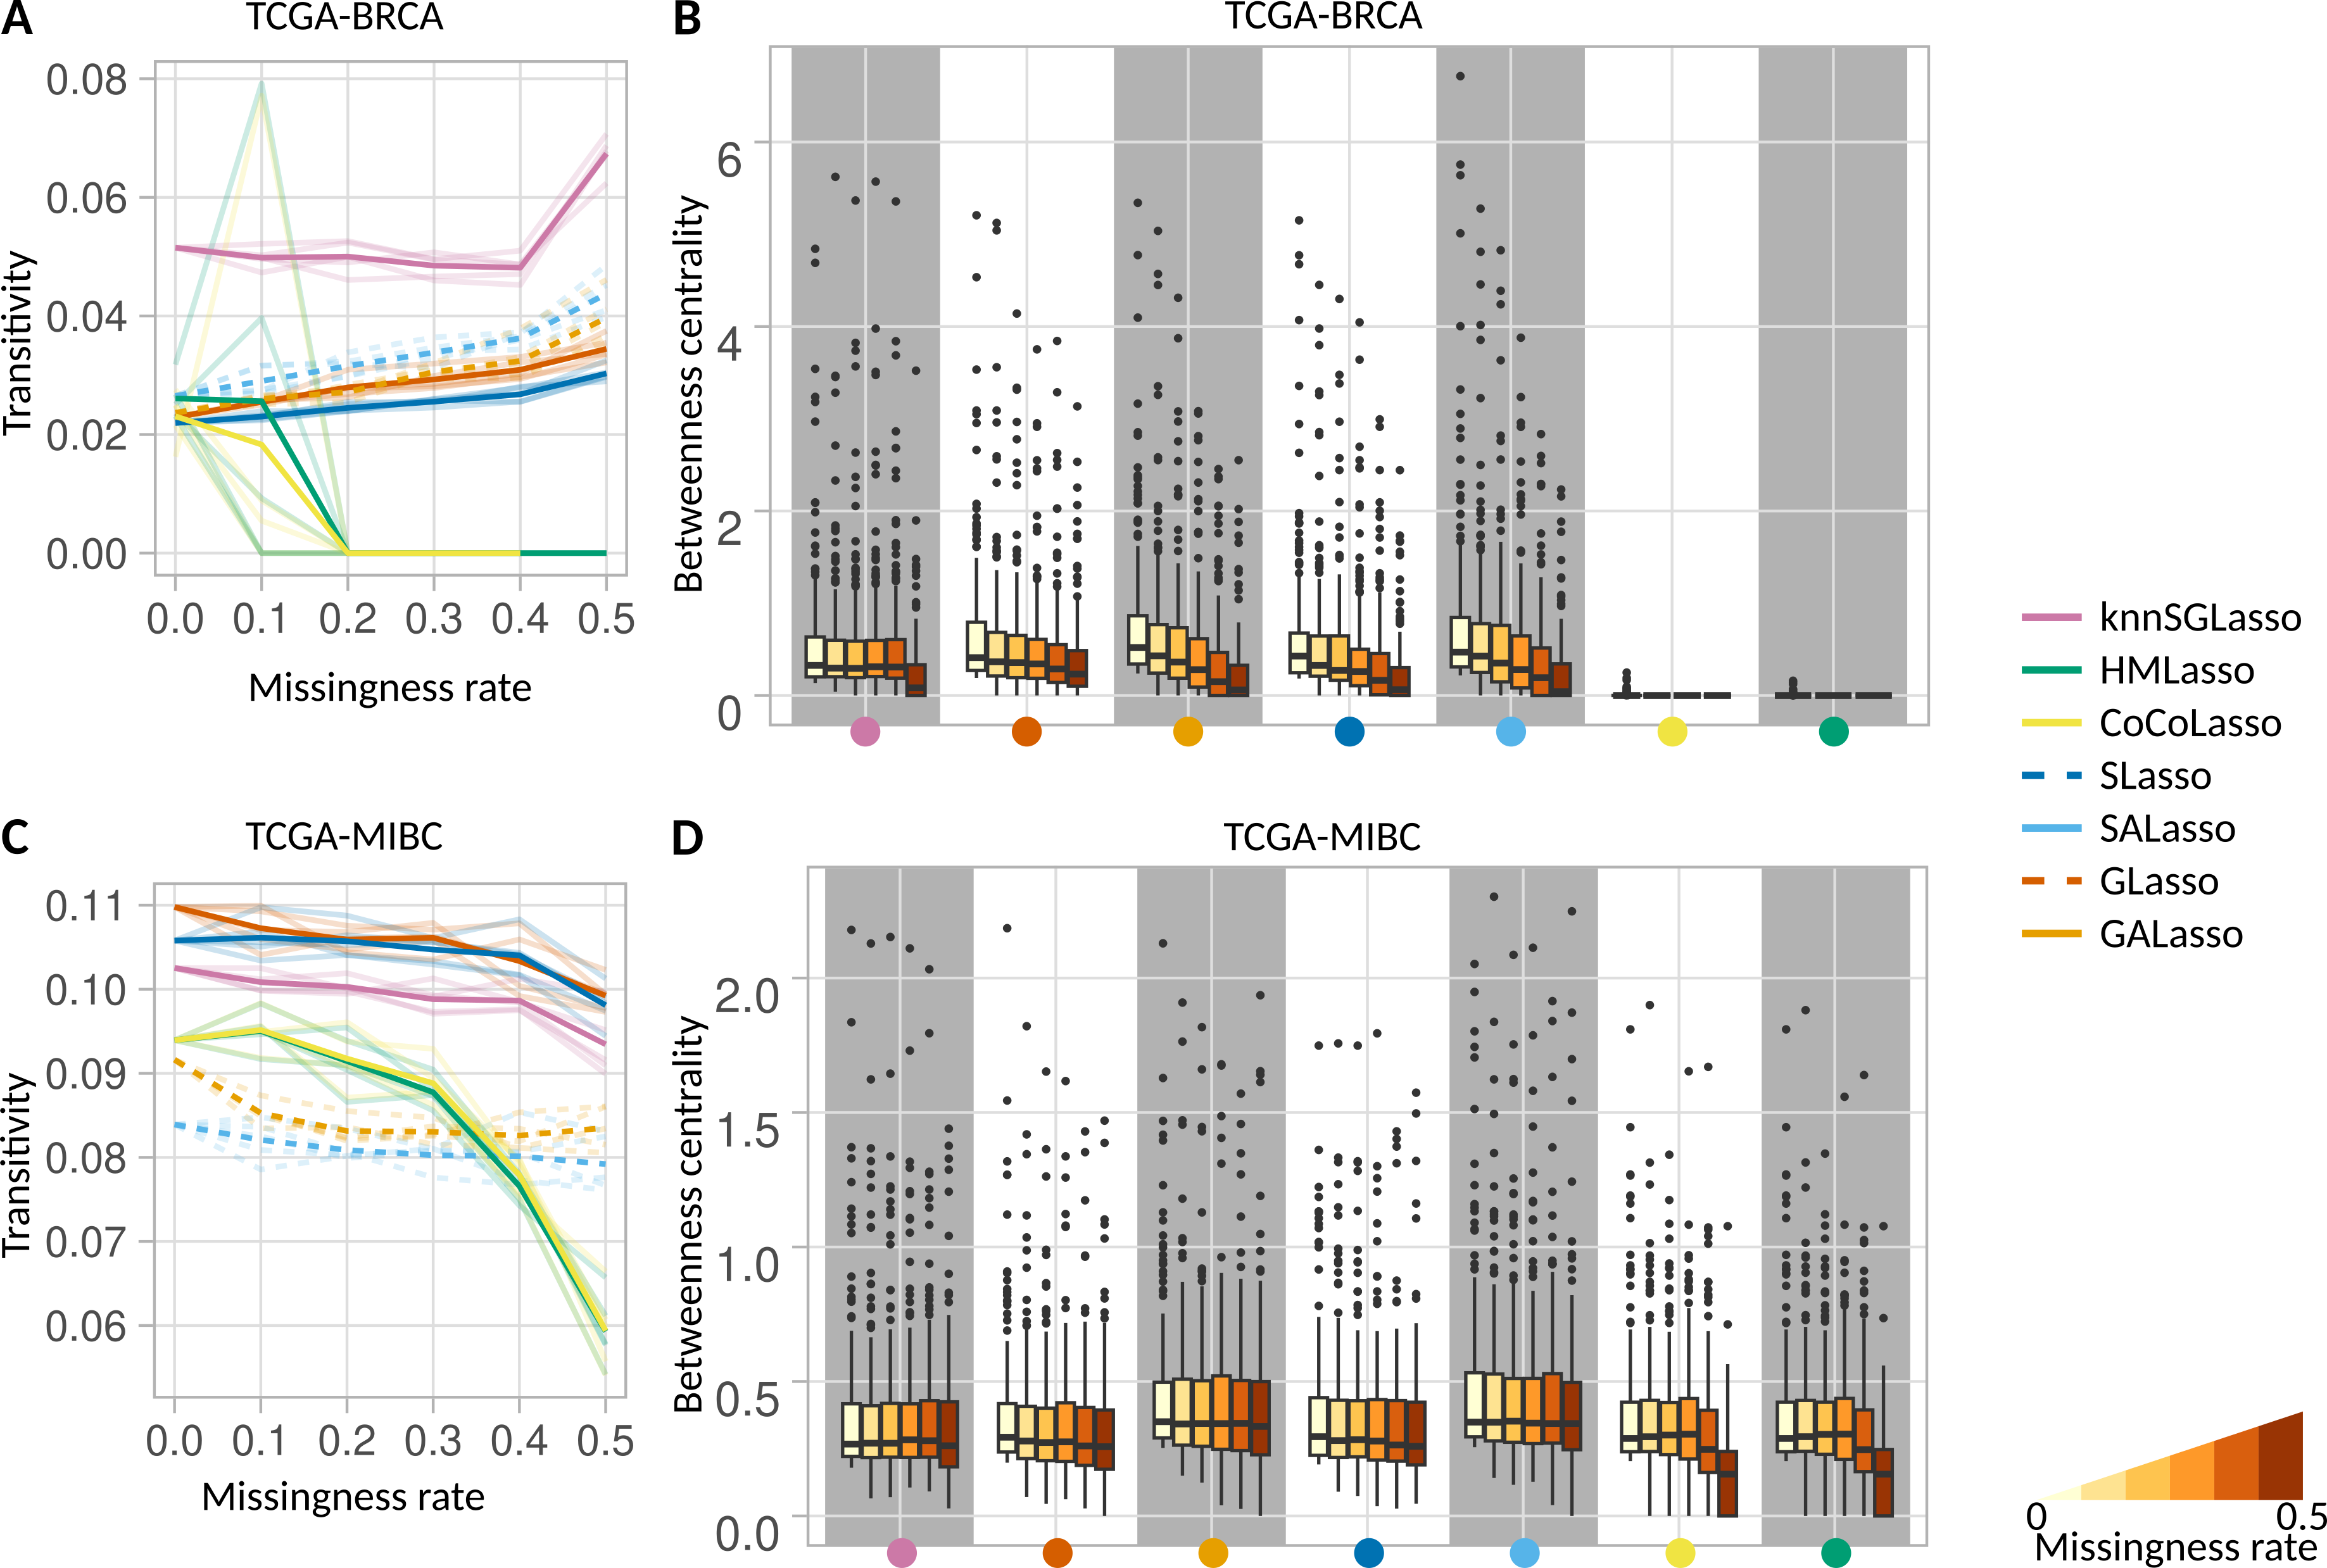 A
TCGA-BRCA
0.08
0.06
0.04
0.02
0.00
Transitivity
0.0 0.1 0.2 0.3 0.4 0.5
Missingness rate
B
TCGA-BRCA
6
4
2
0
Betweenness centrality
C
TCGA-MIBC
0.11
0.10
0.09
0.08
0.07
0.06
Transitivity
0.0 0.1 0.2 0.3 0.4 0.5
Missingness rate
D
TCGA-MIBC
2.0
1.5
1.0
0.5
0.0
Betweenness centrality
knnSGLasso
HMLasso
CoCoLasso
SLasso
SALasso
GLasso
GALasso
0 0.5
Missingness rate